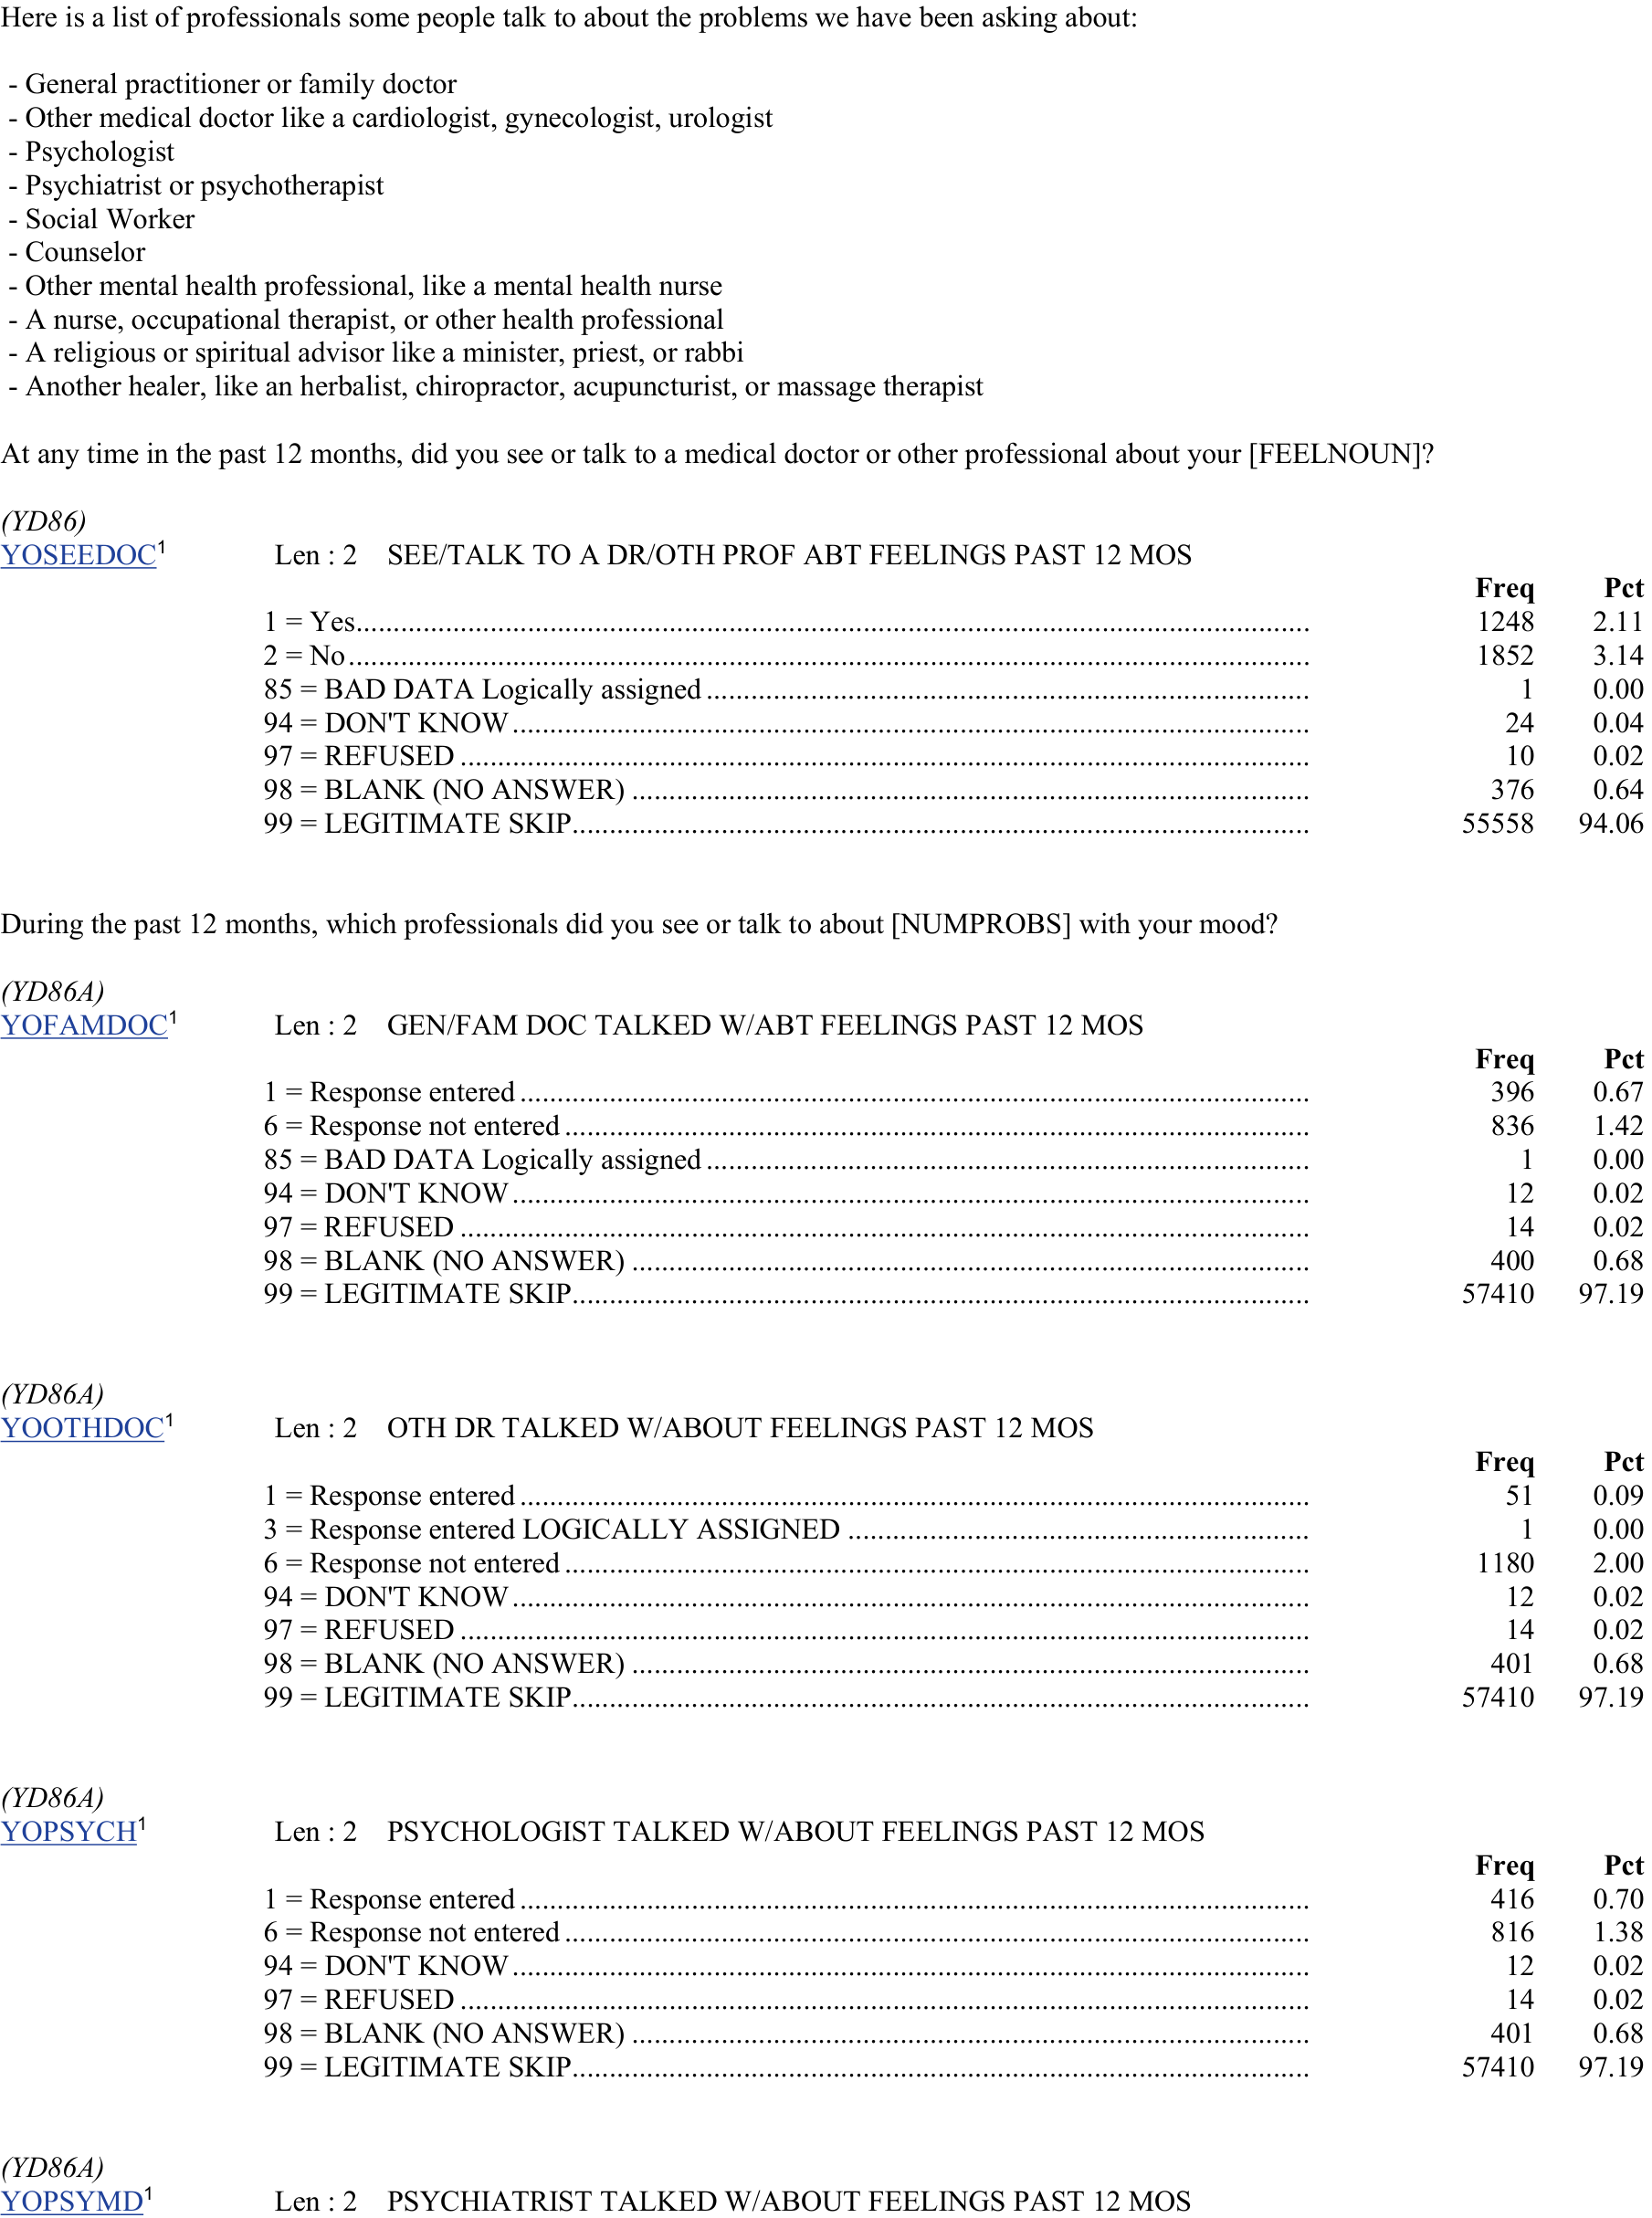 Here is a list of professionals some people talk to about the problems we have been asking about:
- General practitioner or family doctor
- Other medical doctor like a cardiologist, gynecologist, urologist
- Psychologist
- Psychiatrist or psychotherapist
- Social Worker
- Counselor
- Other mental health professional, like a mental health nurse
- A nurse, occupational therapist, or other health professional
- A religious or spiritual advisor like a minister, priest, or rabbi
- Another healer, like an herbalist, chiropractor, acupuncturist, or massage therapist
At any time in the past 12 months, did you see or talk to a medical doctor or other professional about your [FEELNOUN]?
(YD86)
YOSEEDOC1 Len : 2 SEE/TALK TO A DR/OTH PROF ABT FEELINGS PAST 12 MOS
Freq Pct
1 = Yes 1248 2.11
2 = No 1852 3.14
85 = BAD DATA Logically assigned 1 0.00
94 = DON'T KNOW 24 0.04
97 = REFUSED 10 0.02
98 = BLANK (NO ANSWER) 376 0.64
99 = LEGITIMATE SKIP 55558 94.06
During the past 12 months, which professionals did you see or talk to about [NUMPROBS] with your mood?
(YD86A)
YOFAMDOC1 Len : 2 GEN/FAM DOC TALKED W/ABT FEELINGS PAST 12 MOS
Freq Pct
1 = Response entered 396 0.67
6 = Response not entered 836 1.42
85 = BAD DATA Logically assigned 1 0.00
94 = DON'T KNOW 12 0.02
97 = REFUSED 14 0.02
98 = BLANK (NO ANSWER) 400 0.68
99 = LEGITIMATE SKIP 57410 97.19
(YD86A)
YOOTHDOC1 Len : 2 OTH DR TALKED W/ABOUT FEELINGS PAST 12 MOS
Freq Pct
1 = Response entered 51 0.09
3 = Response entered LOGICALLY ASSIGNED 1 0.00
6 = Response not entered 1180 2.00
94 = DON'T KNOW 12 0.02
97 = REFUSED 14 0.02
98 = BLANK (NO ANSWER) 401 0.68
99 = LEGITIMATE SKIP 57410 97.19
(YD86A)
YOPSYCH1 Len : 2 PSYCHOLOGIST TALKED W/ABOUT FEELINGS PAST 12 MOS
Freq Pct
1 = Response entered 416 0.70
6 = Response not entered 816 1.38
94 = DON'T KNOW 12 0.02
97 = REFUSED 14 0.02
98 = BLANK (NO ANSWER) 401 0.68
99 = LEGITIMATE SKIP 57410 97.19
(YD86A)
YOPSYMD1 Len : 2 PSYCHIATRIST TALKED W/ABOUT FEELINGS PAST 12 MOS